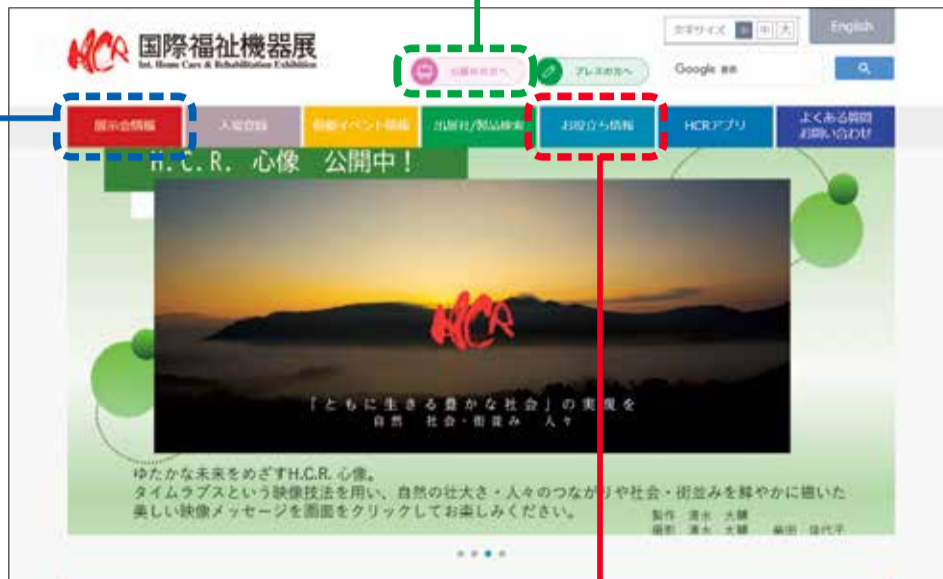 HCR 国際福祉機器展
Int. Home Care & Rehabilitation Exhibition
文字サイズ 小 中 大
English
出展社の方へ
プレスの方へ
Google 検索
展示会情報
入場登録
イベント情報
出展社/製品検索
お役立ち情報
HCRアプリ
よくある質問
お問い合わせ
H.C.R. 心像 公開中！
HCR
「ともに生きる豊かな社会」の実現を
自然 社会・街並み 人々
ゆたかな未来をめざすH.C.R. 心像。
タイムラプスという映像技法を用い、自然の壮大さ・人々のつながりや社会・街並みを鮮やかに描いた
美しい映像メッセージを画面をクリックしてお楽しみください。
製作 清水 大輔
撮影 清水 大輔 柴田 佳代子